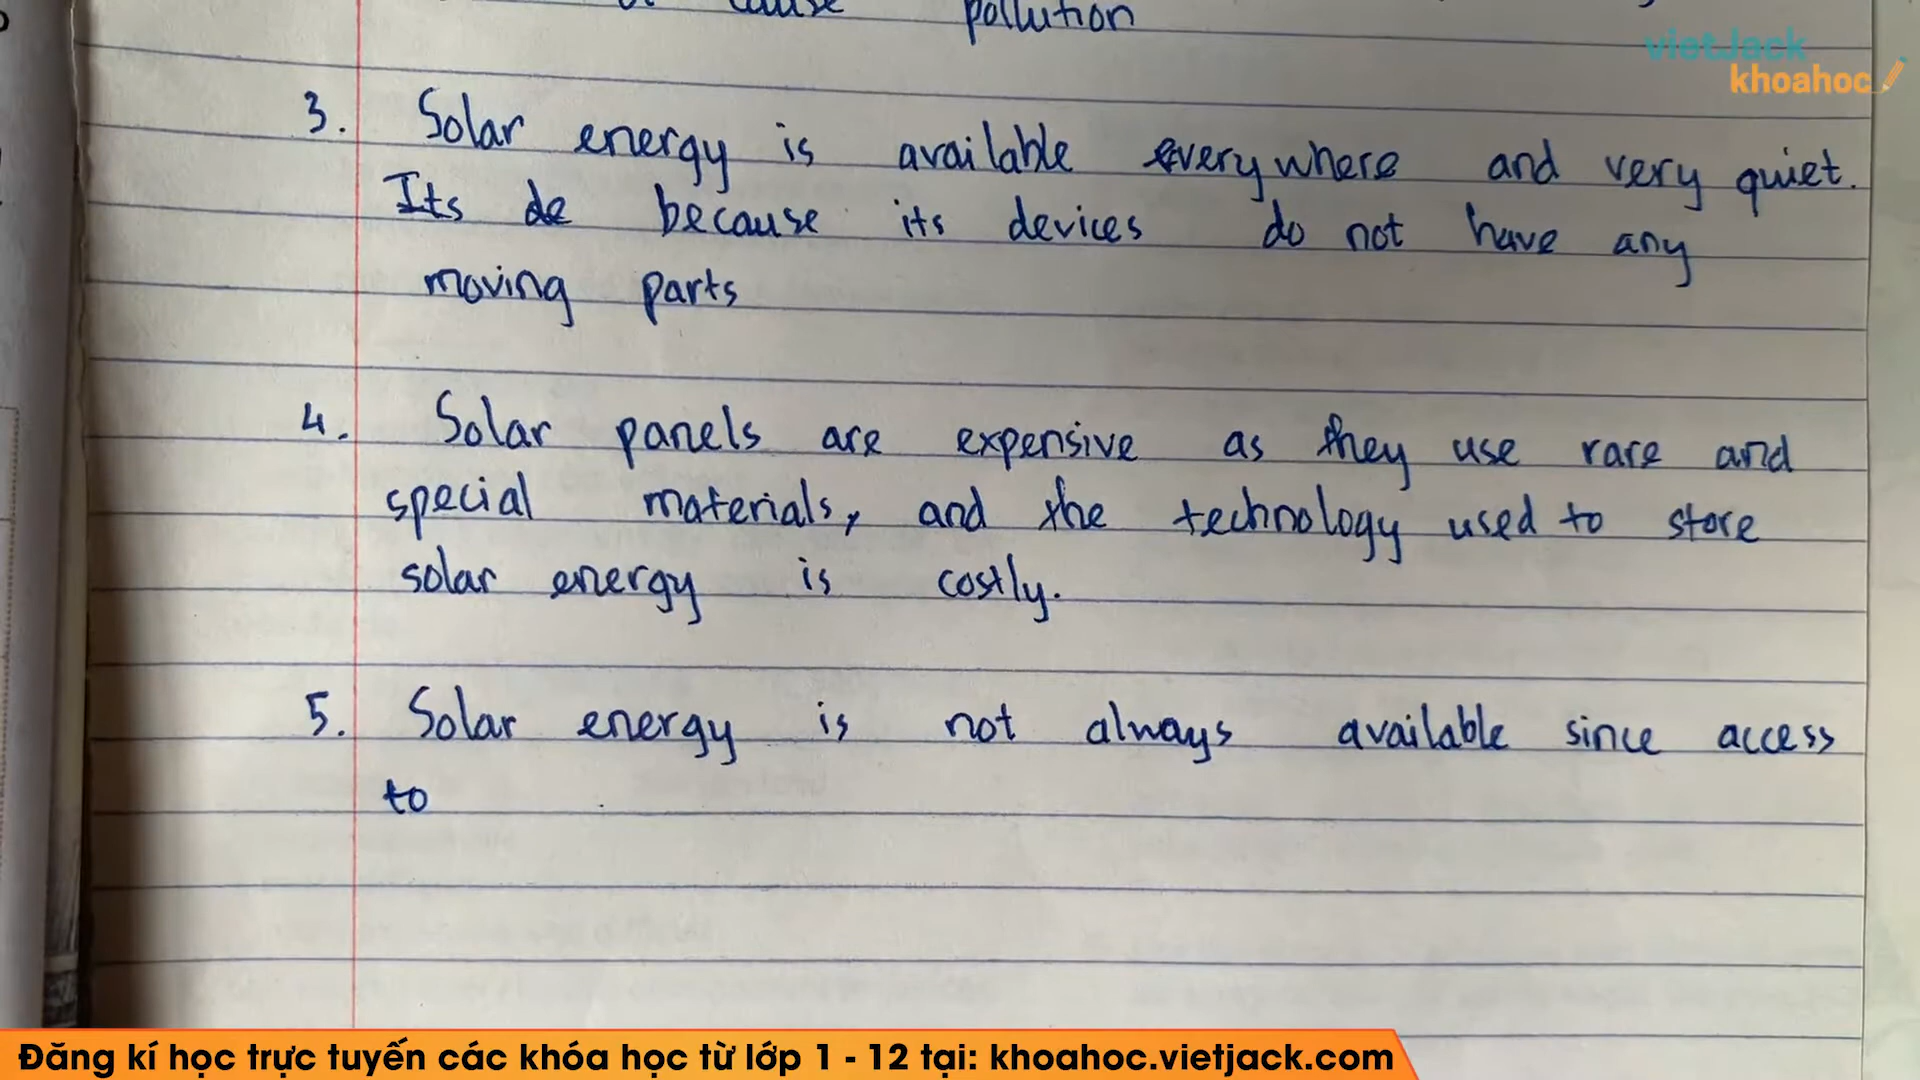 cause pollution
vietJack
khoahoc
3. Solar energy is available everywhere and very quiet.
Its de because its devices do not have any
moving parts
4. Solar panels are expensive as they use rare and
special materials, and the technology used to store
solar energy is costly.
5. Solar energy is not always available since access
to
Đăng kí học trực tuyến các khóa học từ lớp 1 - 12 tại: khoahoc.vietjack.com